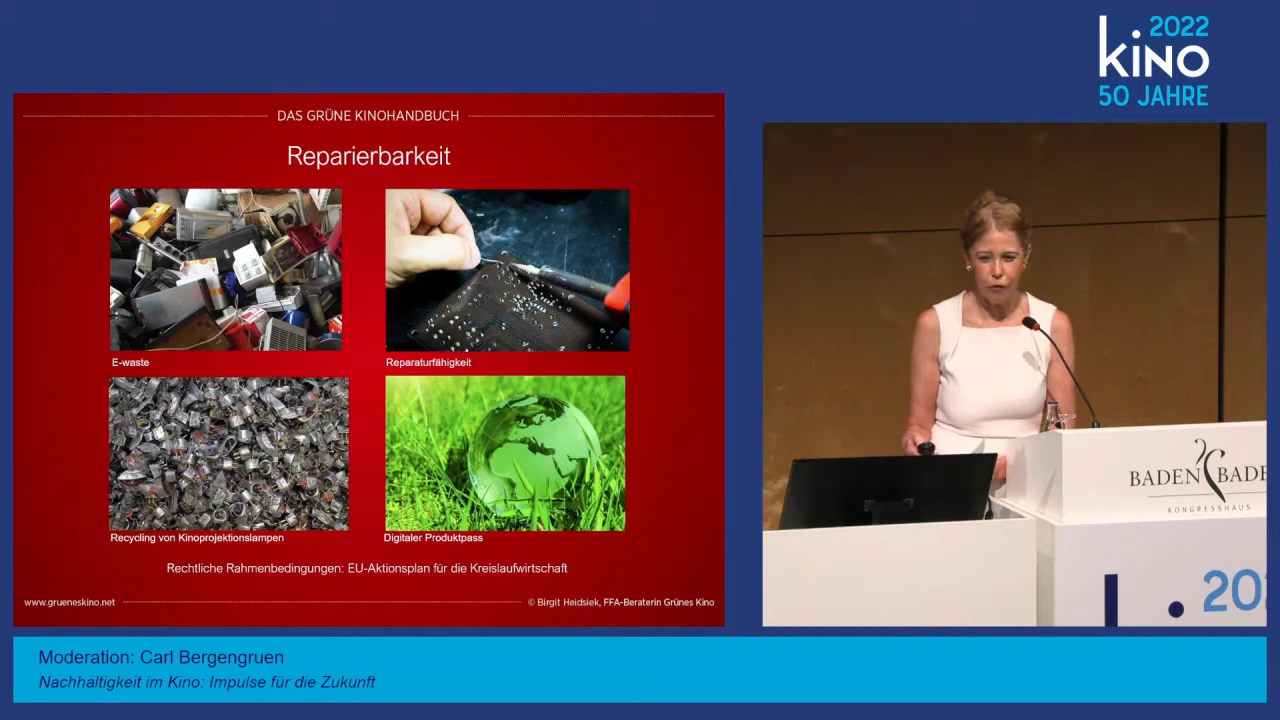 2022
kino
50 JAHRE
DAS GRÜNE KINOHANDBUCH
Reparierbarkeit
E-waste
Reparaturfähigkeit
Recycling von Kinoprojektionslampen
Digitaler Produktpass
Rechtliche Rahmenbedingungen: EU-Aktionsplan für die Kreislaufwirtschaft
www.grueneskino.net
© Birgit Heidsiek, FFA-Beraterin Grünes Kino
BADEN BADE
KONGRESSHAUS
202
Moderation: Carl Bergengruen
Nachhaltigkeit im Kino: Impulse für die Zukunft